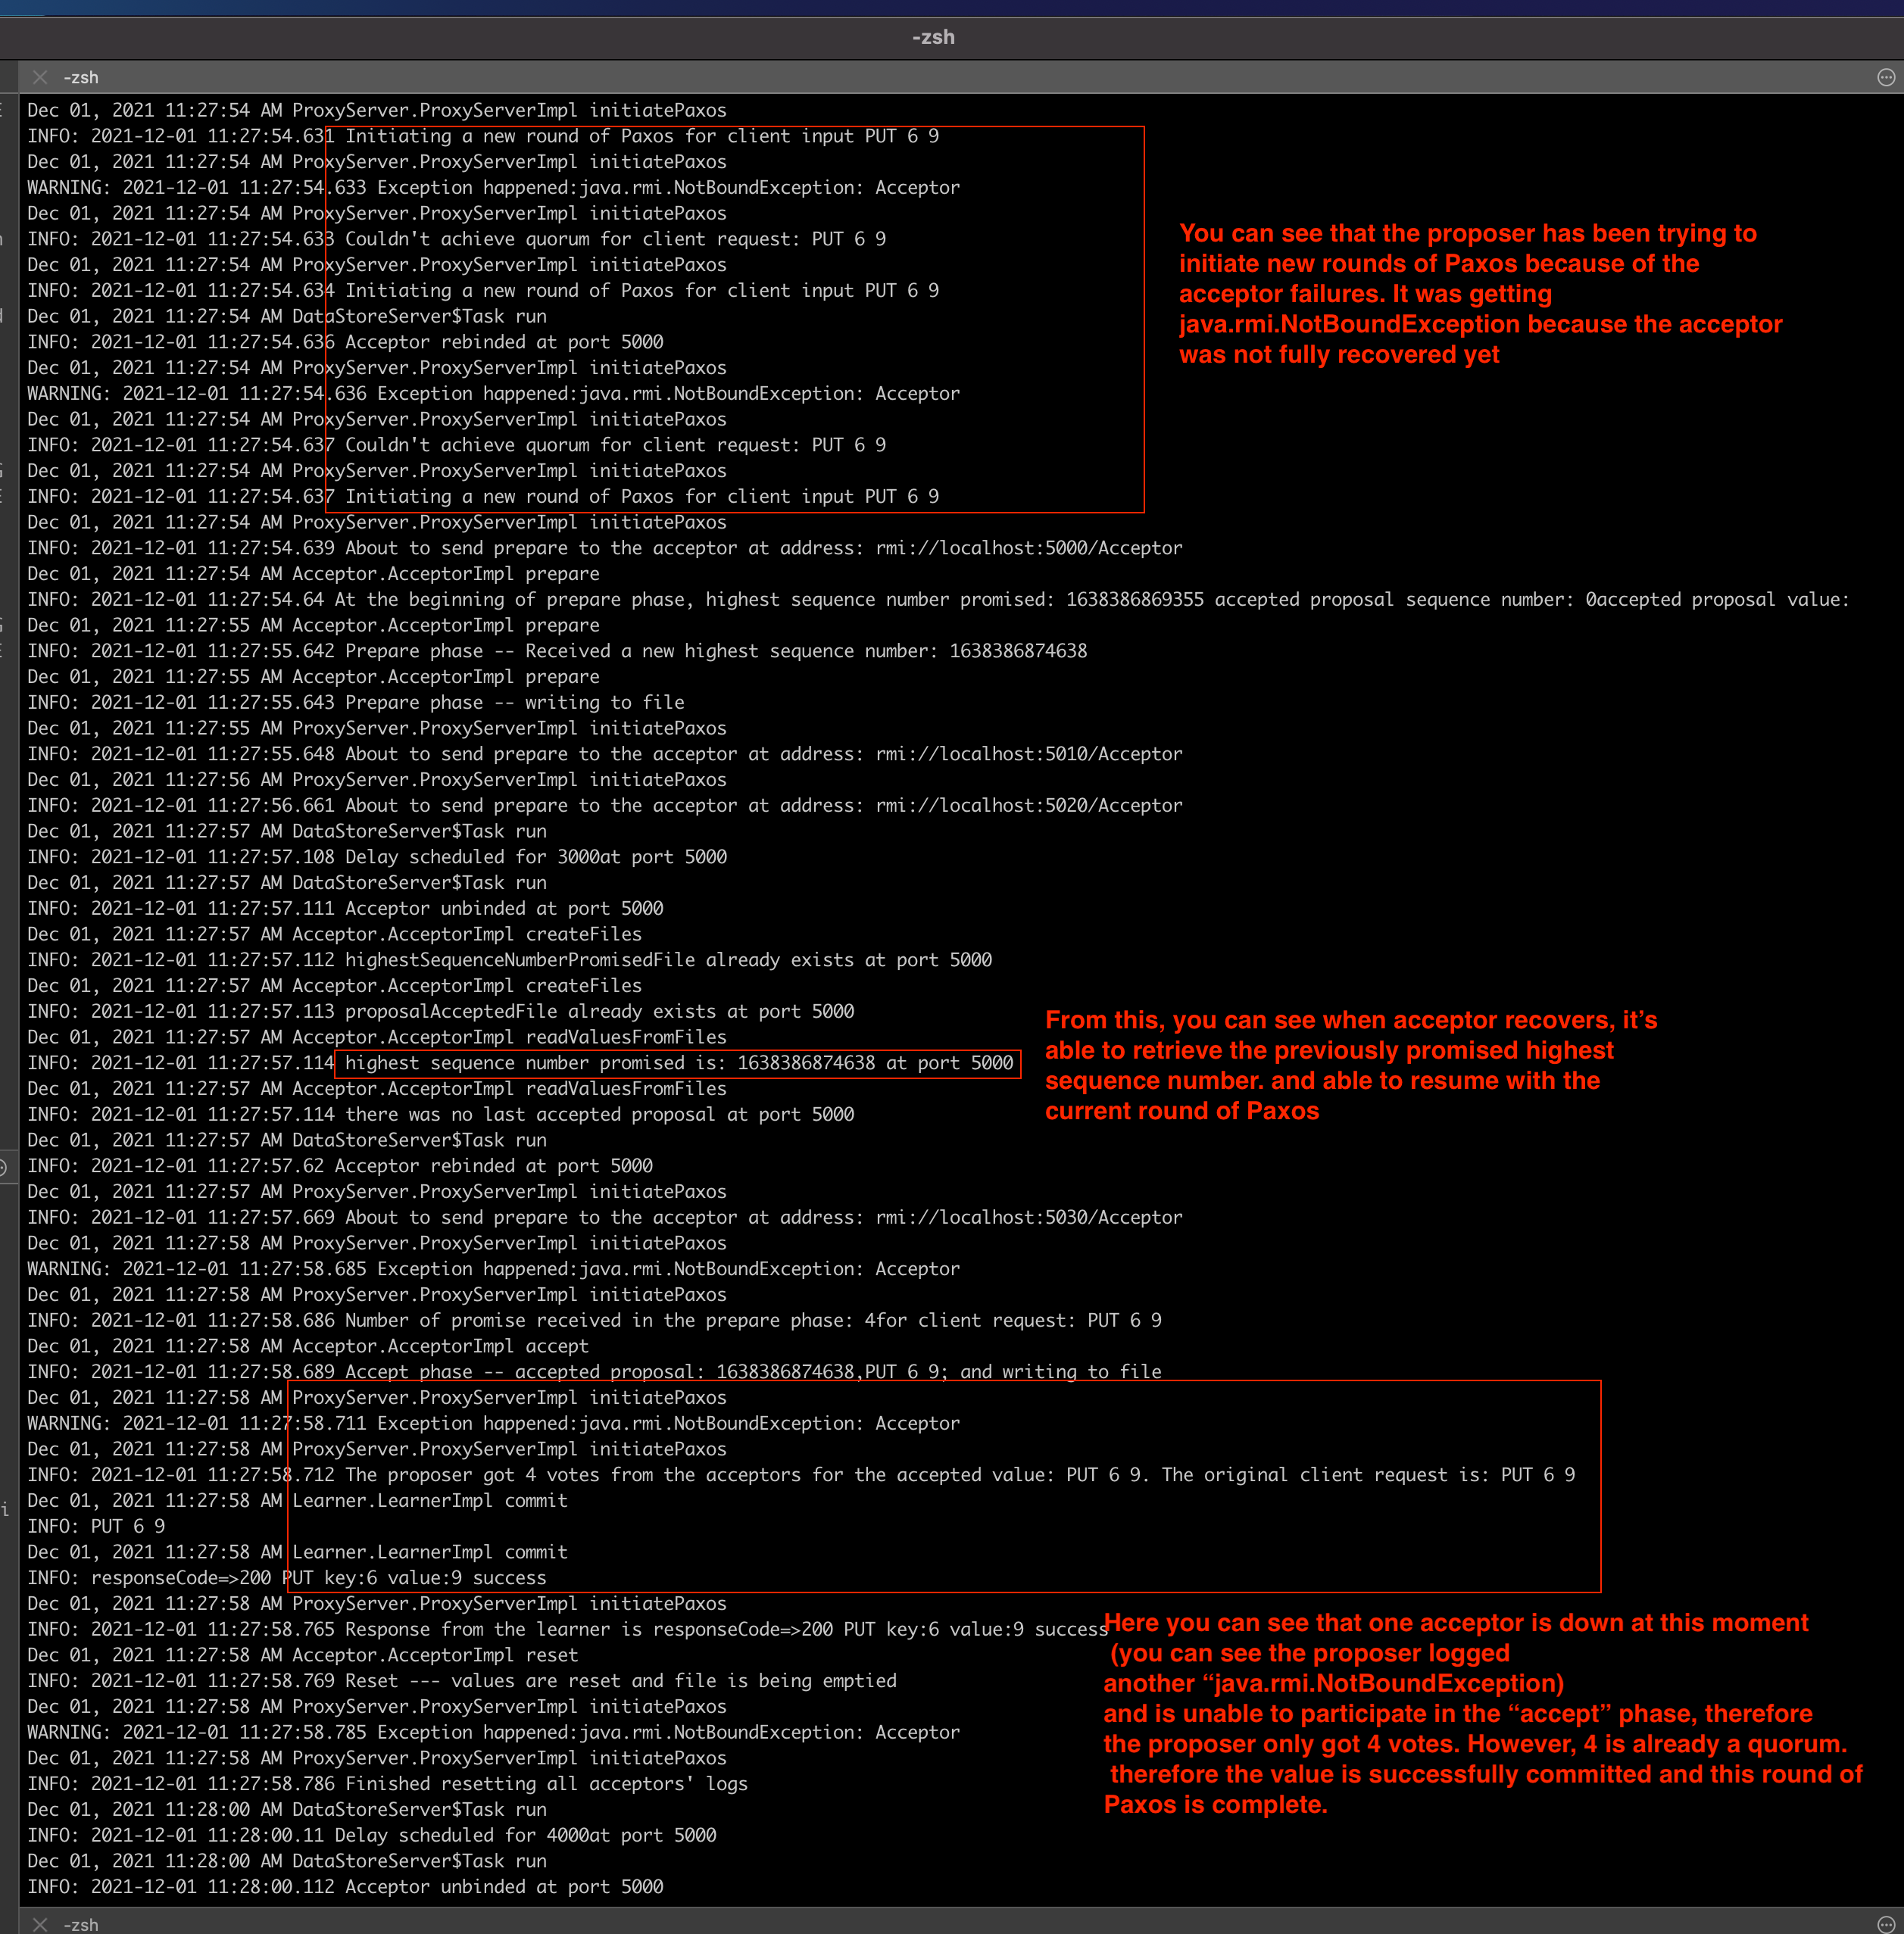 -zsh
-zsh
Dec 01, 2021 11:27:54 AM ProxyServer.ProxyServerImpl initiatePaxos
INFO: 2021-12-01 11:27:54.631 Initiating a new round of Paxos for client input PUT 6 9
Dec 01, 2021 11:27:54 AM ProxyServer.ProxyServerImpl initiatePaxos
WARNING: 2021-12-01 11:27:54.633 Exception happened:java.rmi.NotBoundException: Acceptor
Dec 01, 2021 11:27:54 AM ProxyServer.ProxyServerImpl initiatePaxos
INFO: 2021-12-01 11:27:54.633 Couldn't achieve quorum for client request: PUT 6 9
Dec 01, 2021 11:27:54 AM ProxyServer.ProxyServerImpl initiatePaxos
INFO: 2021-12-01 11:27:54.634 Initiating a new round of Paxos for client input PUT 6 9
Dec 01, 2021 11:27:54 AM DataStoreServer$Task run
INFO: 2021-12-01 11:27:54.636 Acceptor rebinded at port 5000
Dec 01, 2021 11:27:54 AM ProxyServer.ProxyServerImpl initiatePaxos
WARNING: 2021-12-01 11:27:54.636 Exception happened:java.rmi.NotBoundException: Acceptor
Dec 01, 2021 11:27:54 AM ProxyServer.ProxyServerImpl initiatePaxos
INFO: 2021-12-01 11:27:54.637 Couldn't achieve quorum for client request: PUT 6 9
Dec 01, 2021 11:27:54 AM ProxyServer.ProxyServerImpl initiatePaxos
INFO: 2021-12-01 11:27:54.637 Initiating a new round of Paxos for client input PUT 6 9
You can see that the proposer has been trying to
initiate new rounds of Paxos because of the
acceptor failures. It was getting
java.rmi.NotBoundException because the acceptor
was not fully recovered yet
Dec 01, 2021 11:27:54 AM ProxyServer.ProxyServerImpl initiatePaxos
INFO: 2021-12-01 11:27:54.639 About to send prepare to the acceptor at address: rmi://localhost:5000/Acceptor
Dec 01, 2021 11:27:54 AM Acceptor.AcceptorImpl prepare
INFO: 2021-12-01 11:27:54.64 At the beginning of prepare phase, highest sequence number promised: 1638386869355 accepted proposal sequence number: 0accepted proposal value:
Dec 01, 2021 11:27:55 AM Acceptor.AcceptorImpl prepare
INFO: 2021-12-01 11:27:55.642 Prepare phase -- Received a new highest sequence number: 1638386874638
Dec 01, 2021 11:27:55 AM Acceptor.AcceptorImpl prepare
INFO: 2021-12-01 11:27:55.643 Prepare phase -- writing to file
Dec 01, 2021 11:27:55 AM ProxyServer.ProxyServerImpl initiatePaxos
INFO: 2021-12-01 11:27:55.648 About to send prepare to the acceptor at address: rmi://localhost:5010/Acceptor
Dec 01, 2021 11:27:56 AM ProxyServer.ProxyServerImpl initiatePaxos
INFO: 2021-12-01 11:27:56.661 About to send prepare to the acceptor at address: rmi://localhost:5020/Acceptor
Dec 01, 2021 11:27:57 AM DataStoreServer$Task run
INFO: 2021-12-01 11:27:57.108 Delay scheduled for 3000at port 5000
Dec 01, 2021 11:27:57 AM DataStoreServer$Task run
INFO: 2021-12-01 11:27:57.111 Acceptor unbinded at port 5000
Dec 01, 2021 11:27:57 AM Acceptor.AcceptorImpl createFiles
INFO: 2021-12-01 11:27:57.112 highestSequenceNumberPromisedFile already exists at port 5000
Dec 01, 2021 11:27:57 AM Acceptor.AcceptorImpl createFiles
INFO: 2021-12-01 11:27:57.113 proposalAcceptedFile already exists at port 5000
Dec 01, 2021 11:27:57 AM Acceptor.AcceptorImpl readValuesFromFiles
INFO: 2021-12-01 11:27:57.114 highest sequence number promised is: 1638386874638 at port 5000
Dec 01, 2021 11:27:57 AM Acceptor.AcceptorImpl readValuesFromFiles
INFO: 2021-12-01 11:27:57.114 there was no last accepted proposal at port 5000
From this, you can see when acceptor recovers, it’s
able to retrieve the previously promised highest
sequence number. and able to resume with the
current round of Paxos
Dec 01, 2021 11:27:57 AM DataStoreServer$Task run
INFO: 2021-12-01 11:27:57.62 Acceptor rebinded at port 5000
Dec 01, 2021 11:27:57 AM ProxyServer.ProxyServerImpl initiatePaxos
INFO: 2021-12-01 11:27:57.669 About to send prepare to the acceptor at address: rmi://localhost:5030/Acceptor
Dec 01, 2021 11:27:58 AM ProxyServer.ProxyServerImpl initiatePaxos
WARNING: 2021-12-01 11:27:58.685 Exception happened:java.rmi.NotBoundException: Acceptor
Dec 01, 2021 11:27:58 AM ProxyServer.ProxyServerImpl initiatePaxos
INFO: 2021-12-01 11:27:58.686 Number of promise received in the prepare phase: 4for client request: PUT 6 9
Dec 01, 2021 11:27:58 AM Acceptor.AcceptorImpl accept
INFO: 2021-12-01 11:27:58.689 Accept phase -- accepted proposal: 1638386874638,PUT 6 9; and writing to file
Dec 01, 2021 11:27:58 AM ProxyServer.ProxyServerImpl initiatePaxos
WARNING: 2021-12-01 11:27:58.711 Exception happened:java.rmi.NotBoundException: Acceptor
Dec 01, 2021 11:27:58 AM ProxyServer.ProxyServerImpl initiatePaxos
INFO: 2021-12-01 11:27:58.712 The proposer got 4 votes from the acceptors for the accepted value: PUT 6 9. The original client request is: PUT 6 9
Dec 01, 2021 11:27:58 AM Learner.LearnerImpl commit
INFO: PUT 6 9
Dec 01, 2021 11:27:58 AM Learner.LearnerImpl commit
INFO: responseCode=>200 PUT key:6 value:9 success
Dec 01, 2021 11:27:58 AM ProxyServer.ProxyServerImpl initiatePaxos
INFO: 2021-12-01 11:27:58.765 Response from the learner is responseCode=>200 PUT key:6 value:9 success
Dec 01, 2021 11:27:58 AM Acceptor.AcceptorImpl reset
INFO: 2021-12-01 11:27:58.769 Reset --- values are reset and file is being emptied
Dec 01, 2021 11:27:58 AM ProxyServer.ProxyServerImpl initiatePaxos
WARNING: 2021-12-01 11:27:58.785 Exception happened:java.rmi.NotBoundException: Acceptor
Dec 01, 2021 11:27:58 AM ProxyServer.ProxyServerImpl initiatePaxos
INFO: 2021-12-01 11:27:58.786 Finished resetting all acceptors' logs
Dec 01, 2021 11:28:00 AM DataStoreServer$Task run
INFO: 2021-12-01 11:28:00.11 Delay scheduled for 4000at port 5000
Dec 01, 2021 11:28:00 AM DataStoreServer$Task run
INFO: 2021-12-01 11:28:00.112 Acceptor unbinded at port 5000
Here you can see that one acceptor is down at this moment
(you can see the proposer logged
another “java.rmi.NotBoundException)
and is unable to participate in the “accept” phase, therefore
the proposer only got 4 votes. However, 4 is already a quorum.
therefore the value is successfully committed and this round of
Paxos is complete.
-zsh